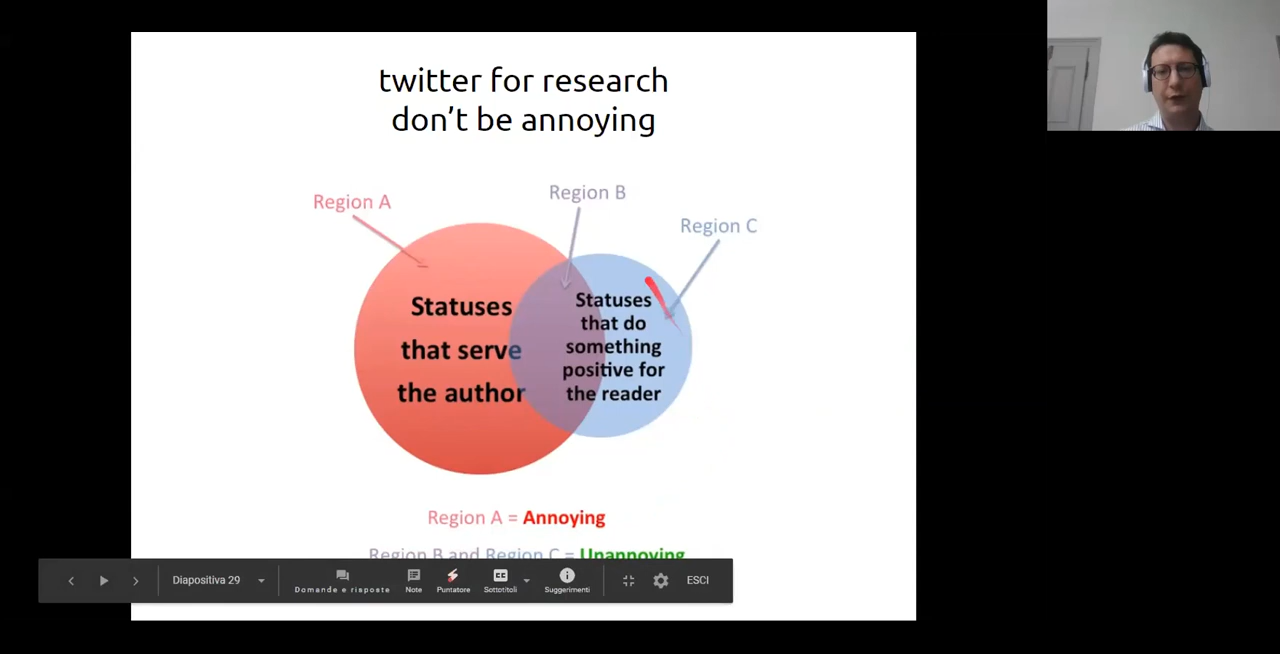 twitter for research
don't be annoying
Region A
Region B
Region C
Statuses
that serve
the author
Statuses
that do
something
positive for
the reader
Region A = Annoying
Region B and Region C = Unannoying
Diapositiva 29
Domande e risposte
Note
Puntatore
CC
Sottotitoli
Suggerimenti
ESCI